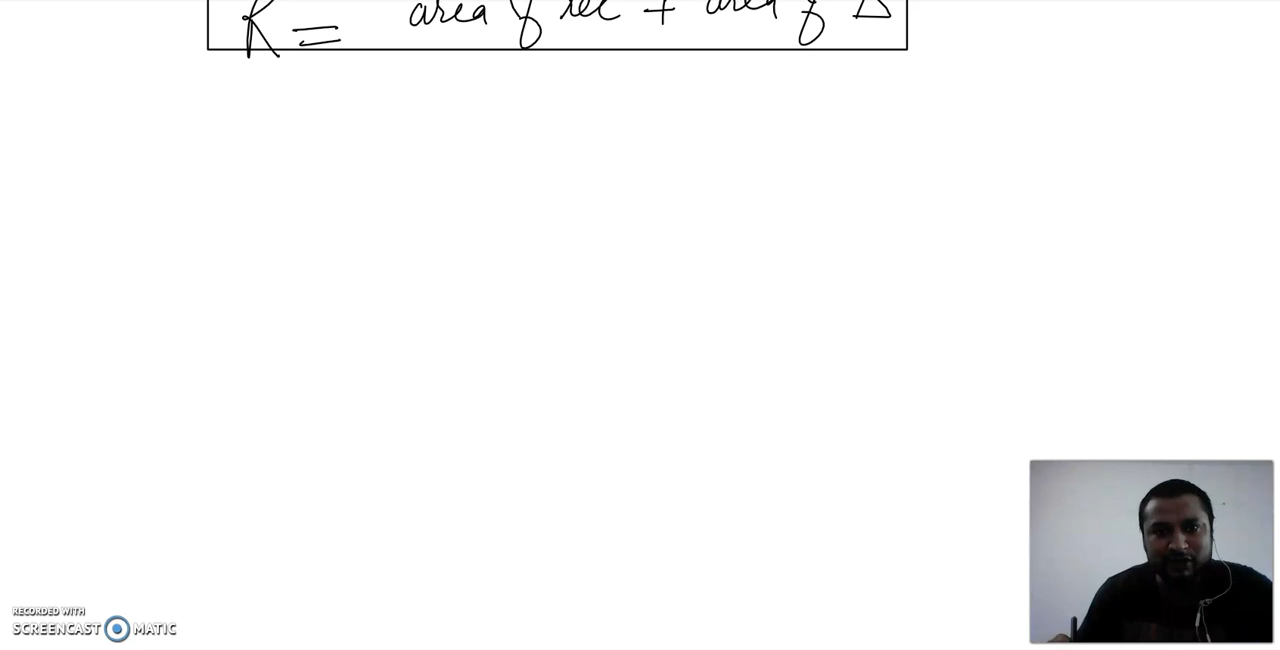 R = area of rec + area of Δ
RECORDED WITH
SCREENCAST MATIC